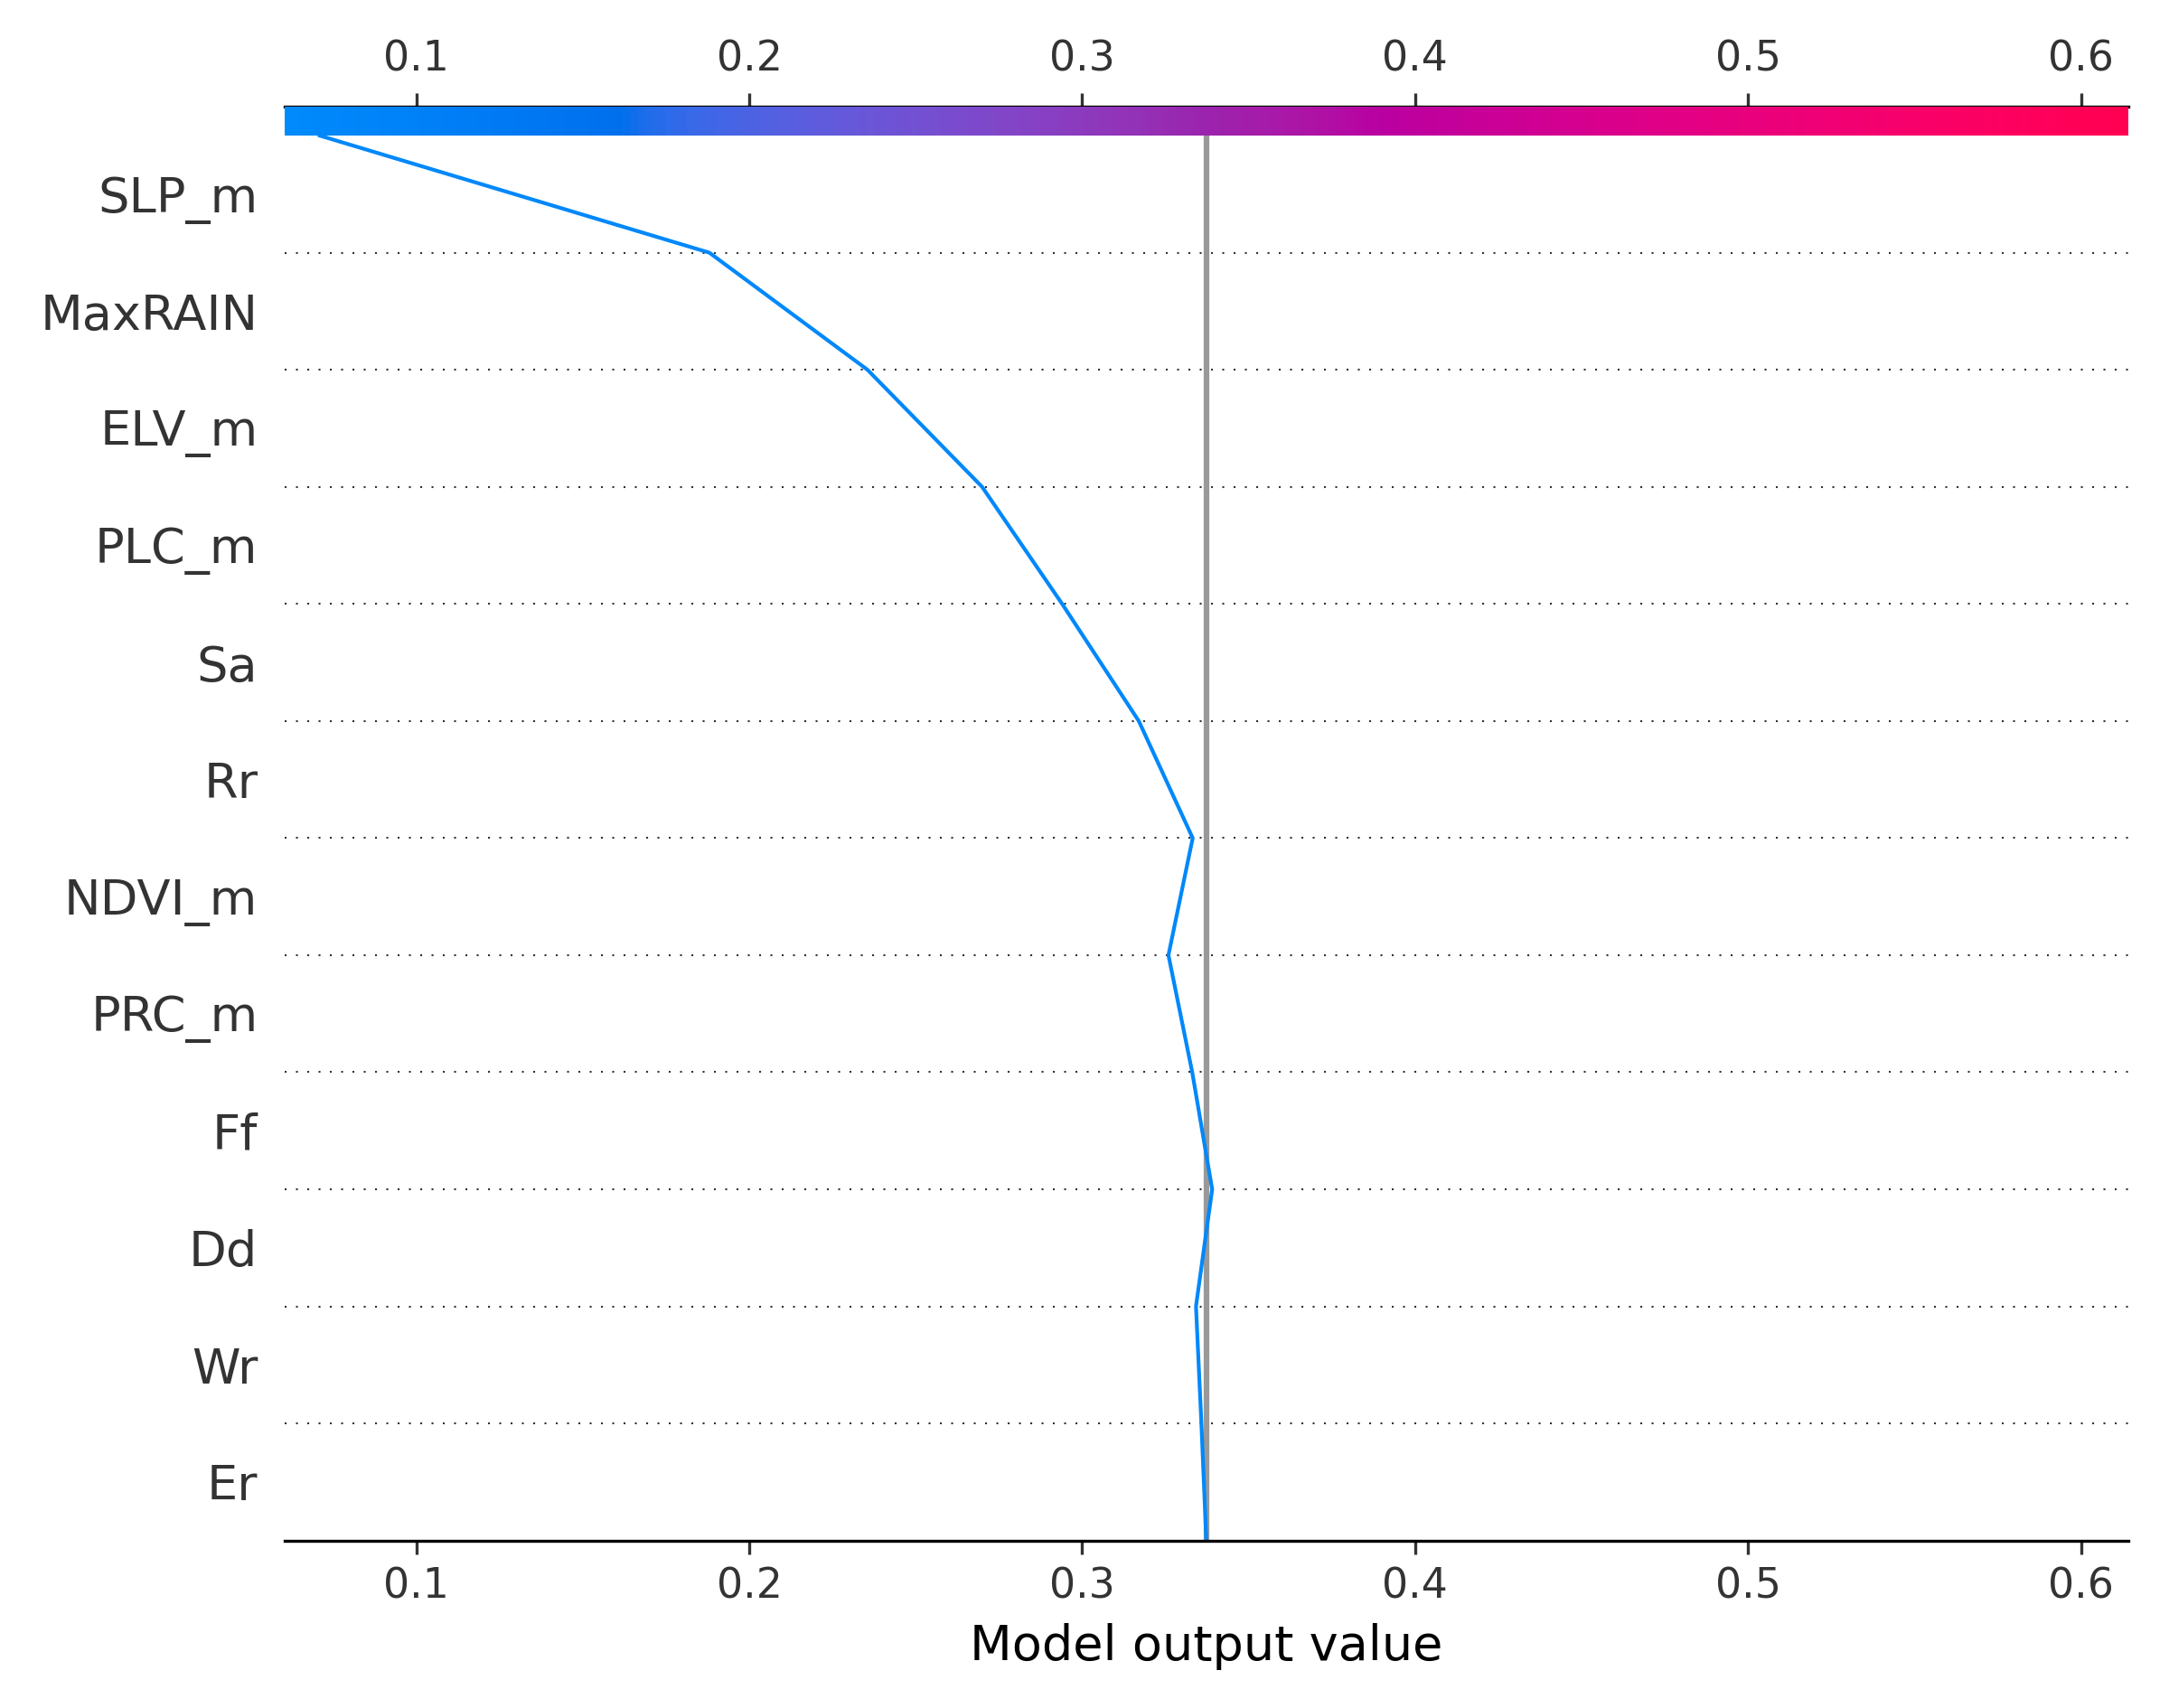 0.1 0.2 0.3 0.4 0.5 0.6
SLP_m
MaxRAIN
ELV_m
PLC_m
Sa
Rr
NDVI_m
PRC_m
Ff
Dd
Wr
Er
0.1 0.2 0.3 0.4 0.5 0.6
Model output value